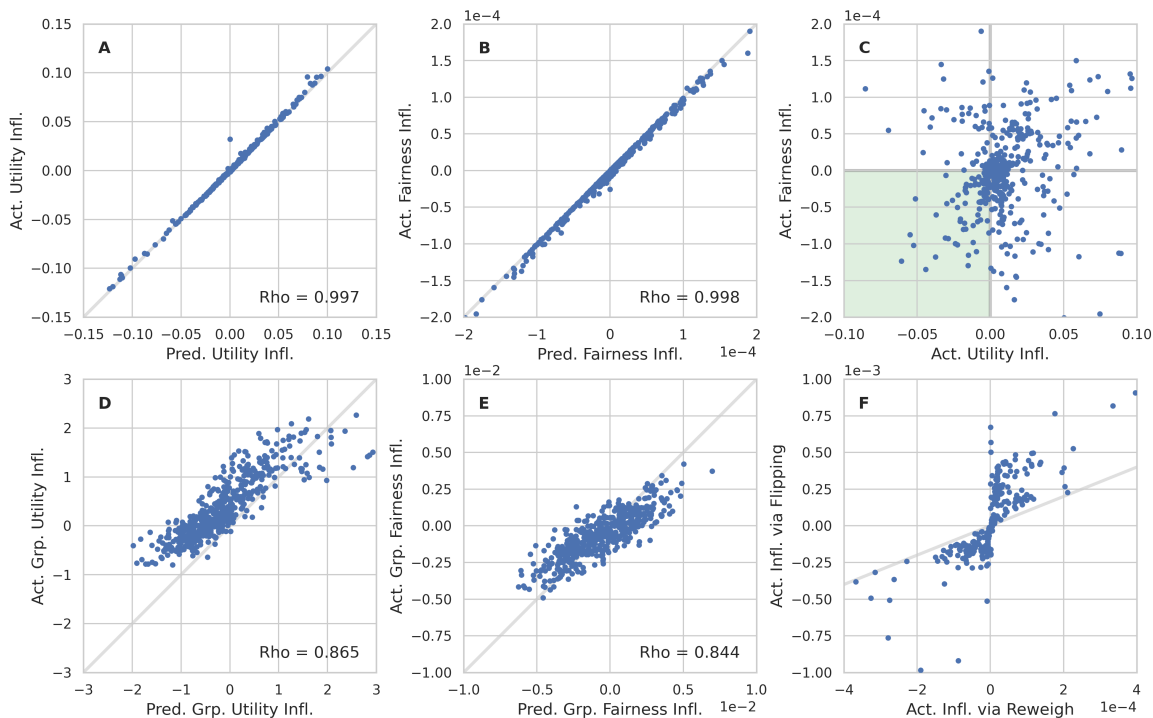 A
Act. Utility Infl.
0.15
0.10
0.05
0.00
−0.05
−0.10
−0.15
Rho = 0.997
−0.15 −0.10 −0.05 0.00 0.05 0.10 0.15
Pred. Utility Infl.
1e−4
B
Act. Fairness Infl.
2.0
1.5
1.0
0.5
0.0
−0.5
−1.0
−1.5
−2.0
Rho = 0.998
−2 −1 0 1 2
Pred. Fairness Infl.
1e−4
1e−4
C
Act. Fairness Infl.
2.0
1.5
1.0
0.5
0.0
−0.5
−1.0
−1.5
−2.0
−0.10 −0.05 0.00 0.05 0.10
Act. Utility Infl.
D
Act. Grp. Utility Infl.
3
2
1
0
−1
−2
−3
Rho = 0.865
−3 −2 −1 0 1 2 3
Pred. Grp. Utility Infl.
1e−2
E
Act. Grp. Fairness Infl.
1.00
0.75
0.50
0.25
0.00
−0.25
−0.50
−0.75
−1.00
Rho = 0.844
−1.0 −0.5 0.0 0.5 1.0
Pred. Grp. Fairness Infl.
1e−2
1e−3
F
Act. Infl. via Flipping
1.00
0.75
0.50
0.25
0.00
−0.25
−0.50
−0.75
−1.00
−4 −2 0 2 4
Act. Infl. via Reweigh
1e−4